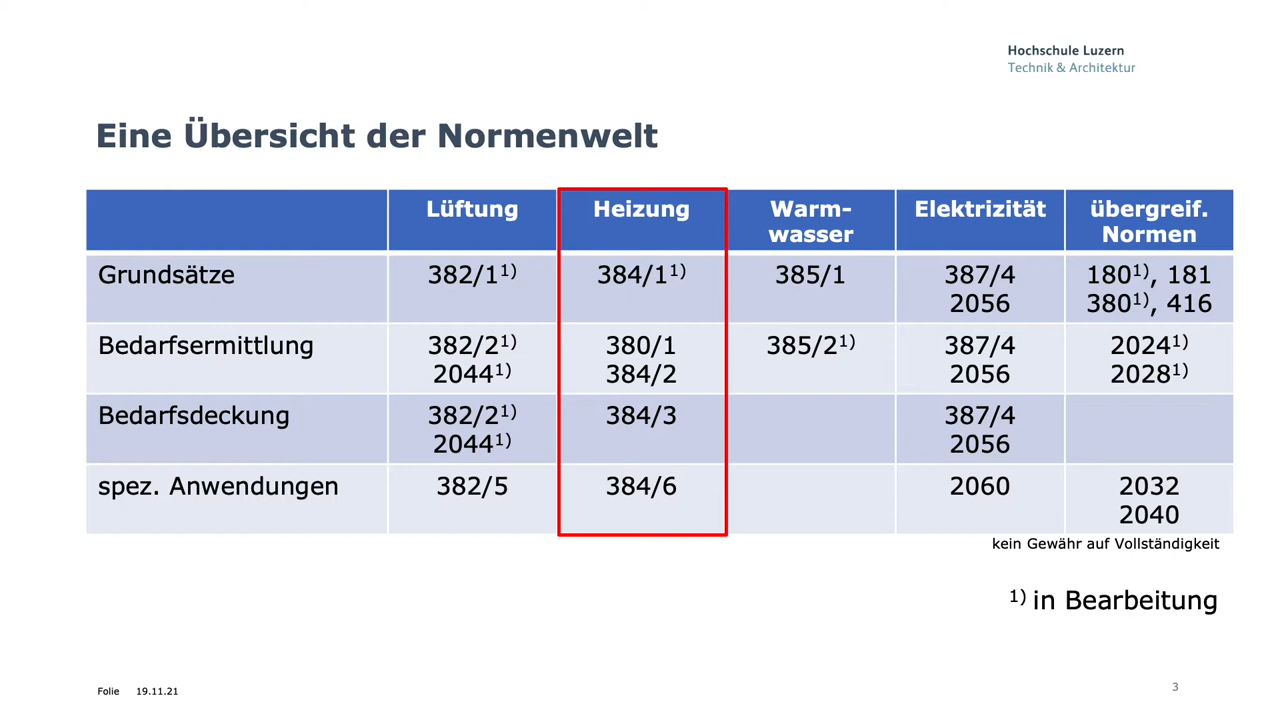 Hochschule Luzern
Technik & Architektur
Eine Übersicht der Normenwelt
Lüftung Heizung Warm- Elektrizität übergreif.
wasser Normen
Grundsätze 382/1¹⁾ 384/1¹⁾ 385/1 387/4 180¹⁾, 181
2056 380¹⁾, 416
Bedarfsermittlung 382/2¹⁾ 380/1 385/2¹⁾ 387/4 2024¹⁾
2044¹⁾ 384/2 2056 2028¹⁾
Bedarfsdeckung 382/2¹⁾ 384/3 387/4
2044¹⁾ 2056
spez. Anwendungen 382/5 384/6 2060 2032
2040
kein Gewähr auf Vollständigkeit
¹⁾ in Bearbeitung
Folie 19.11.21 3